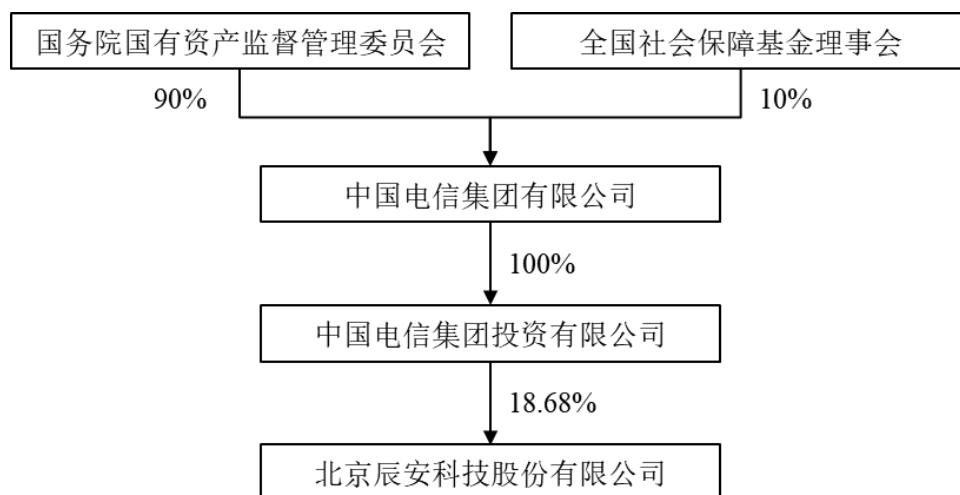 国务院国有资产监督管理委员会
全国社会保障基金理事会
90%
10%
中国电信集团有限公司
100%
中国电信集团投资有限公司
18.68%
北京辰安科技股份有限公司